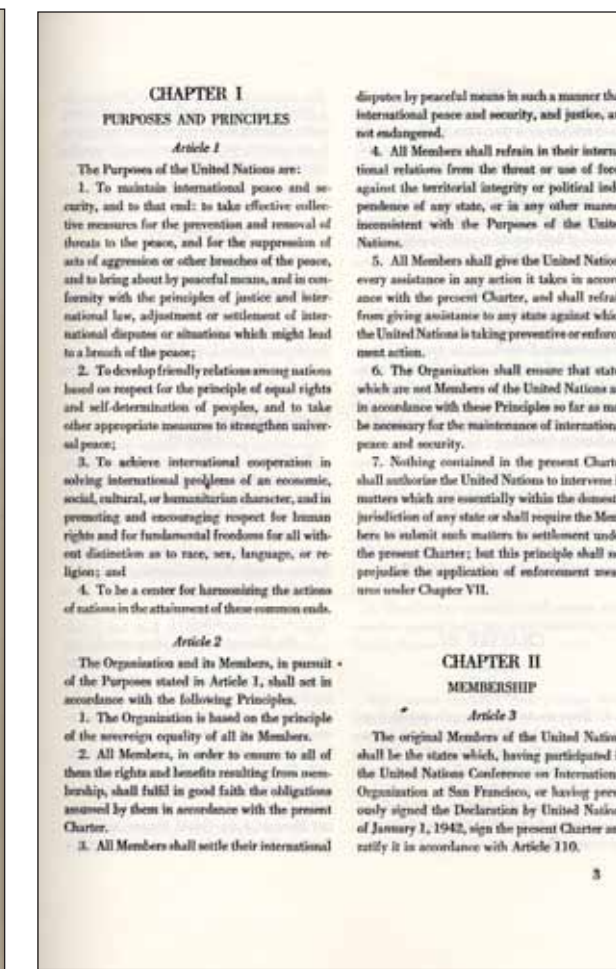 CHAPTER I
PURPOSES AND PRINCIPLES
Article 1
The Purposes of the United Nations are:
1. To maintain international peace and se-
curity, and to that end: to take effective collec-
tive measures for the prevention and removal of
threats to the peace, and for the suppression of
acts of aggression or other breaches of the peace,
and to bring about by peaceful means, and in con-
formity with the principles of justice and inter-
national law, adjustment or settlement of inter-
national disputes or situations which might lead
to a breach of the peace;
2. To develop friendly relations among nations
based on respect for the principle of equal rights
and self-determination of peoples, and to take
other appropriate measures to strengthen univer-
sal peace;
3. To achieve international cooperation in
solving international problems of an economic,
social, cultural, or humanitarian character, and in
promoting and encouraging respect for human
rights and for fundamental freedoms for all with-
out distinction as to race, sex, language, or re-
ligion; and
4. To be a center for harmonizing the actions
of nations in the attainment of these common ends.
Article 2
The Organization and its Members, in pursuit
of the Purposes stated in Article 1, shall act in
accordance with the following Principles.
1. The Organization is based on the principle
of the sovereign equality of all its Members.
2. All Members, in order to ensure to all of
them the rights and benefits resulting from mem-
bership, shall fulfil in good faith the obligations
assumed by them in accordance with the present
Charter.
3. All Members shall settle their international
disputes by peaceful means in such a manner tha
international peace and security, and justice, ar
not endangered.
4. All Members shall refrain in their interna
tional relations from the threat or use of forc
against the territorial integrity or political inde
pendence of any state, or in any other manne
inconsistent with the Purposes of the Unite
Nations.
5. All Members shall give the United Nation
every assistance in any action it takes in accord
ance with the present Charter, and shall refrai
from giving assistance to any state against whic
the United Nations is taking preventive or enforce
ment action.
6. The Organization shall ensure that state
which are not Members of the United Nations ac
in accordance with these Principles so far as ma
be necessary for the maintenance of internationa
peace and security.
7. Nothing contained in the present Charte
shall authorize the United Nations to intervene i
matters which are essentially within the domest
jurisdiction of any state or shall require the Mem
bers to submit such matters to settlement unde
the present Charter; but this principle shall no
prejudice the application of enforcement meas
ures under Chapter VII.
CHAPTER II
MEMBERSHIP
Article 3
The original Members of the United Nation
shall be the states which, having participated i
the United Nations Conference on Internationa
Organization at San Francisco, or having previ
ously signed the Declaration by United Nation
of January 1, 1942, sign the present Charter an
ratify it in accordance with Article 110.
3